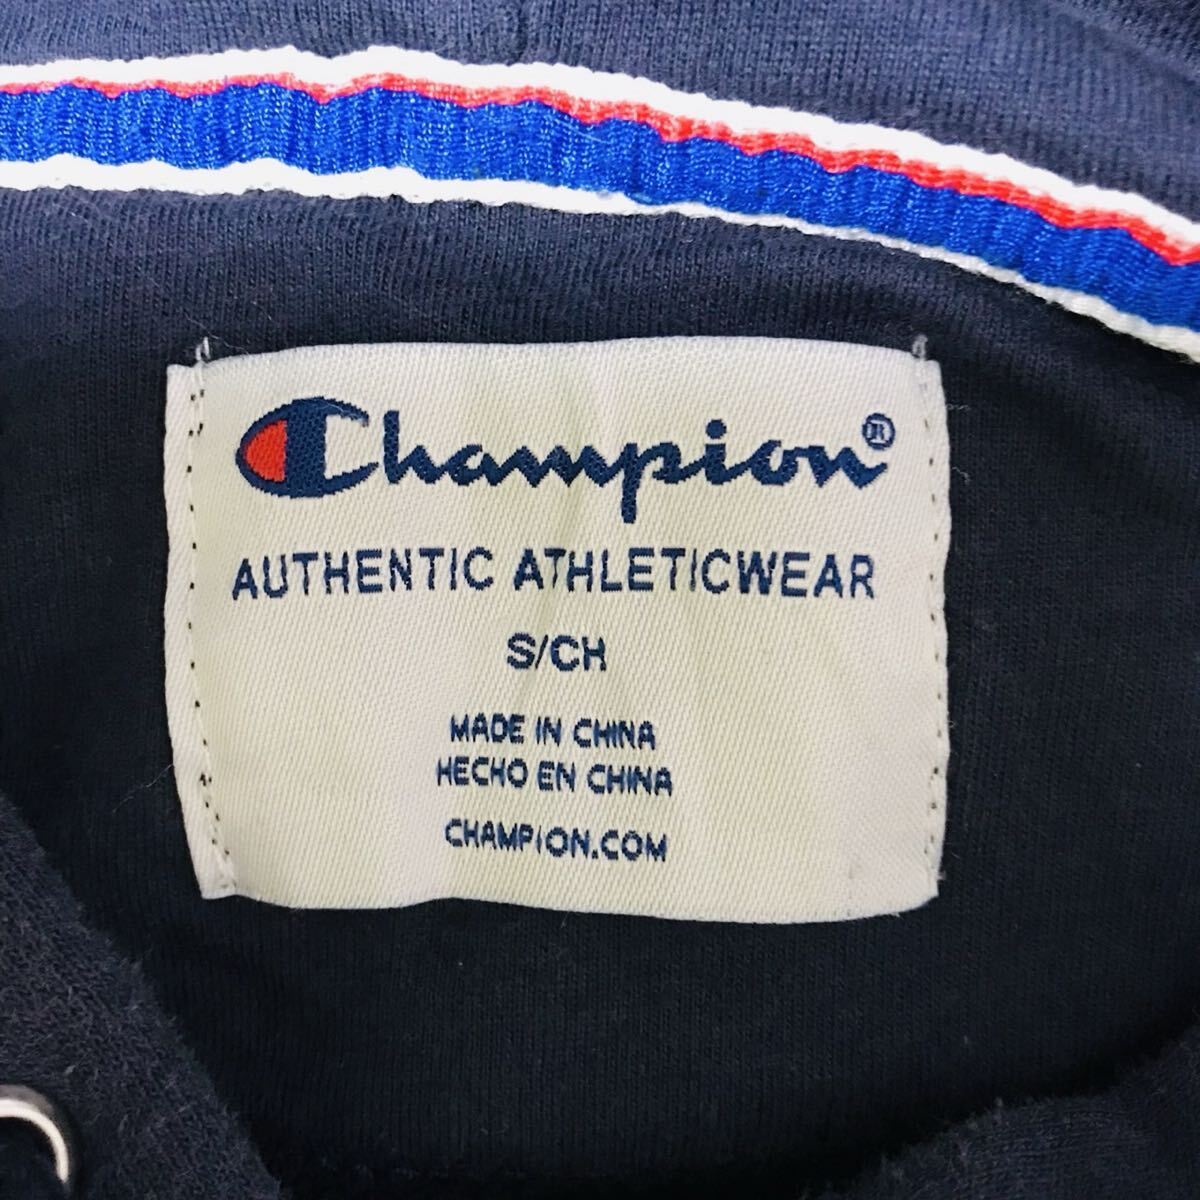 Champion®
AUTHENTIC ATHLETICWEAR
S/CH
MADE IN CHINA
HECHO EN CHINA
CHAMPION.COM